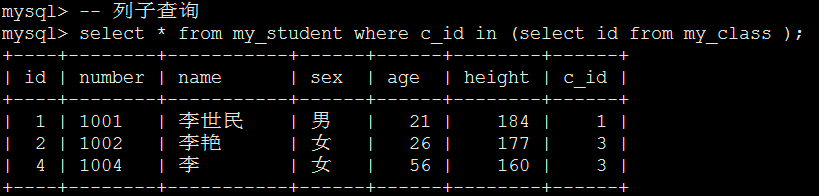 mysql> -- 列子查询
mysql> select * from my_student where c_id in (select id from my_class );
+----+--------+-----------+------+------+--------+------+
| id | number | name      | sex  | age  | height | c_id |
+----+--------+-----------+------+------+--------+------+
|  1 | 1001   | 李世民    | 男   |   21 |    184 |    1 |
|  2 | 1002   | 李艳      | 女   |   26 |    177 |    3 |
|  4 | 1004   | 李        | 女   |   56 |    160 |    3 |
+----+--------+-----------+------+------+--------+------+